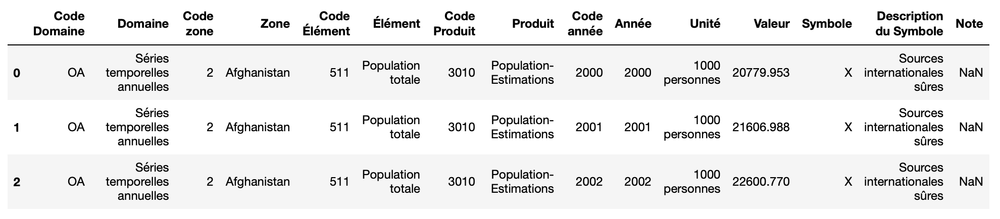 Code Domaine Domaine Code zone Zone Code Élément Élément Code Produit Produit Code année Année Unité Valeur Symbole Description du Symbole Note
0 OA Séries temporelles annuelles 2 Afghanistan 511 Population totale 3010 Population-Estimations 2000 2000 1000 personnes 20779.953 X Sources internationales sûres NaN
1 OA Séries temporelles annuelles 2 Afghanistan 511 Population totale 3010 Population-Estimations 2001 2001 1000 personnes 21606.988 X Sources internationales sûres NaN
2 OA Séries temporelles annuelles 2 Afghanistan 511 Population totale 3010 Population-Estimations 2002 2002 1000 personnes 22600.770 X Sources internationales sûres NaN